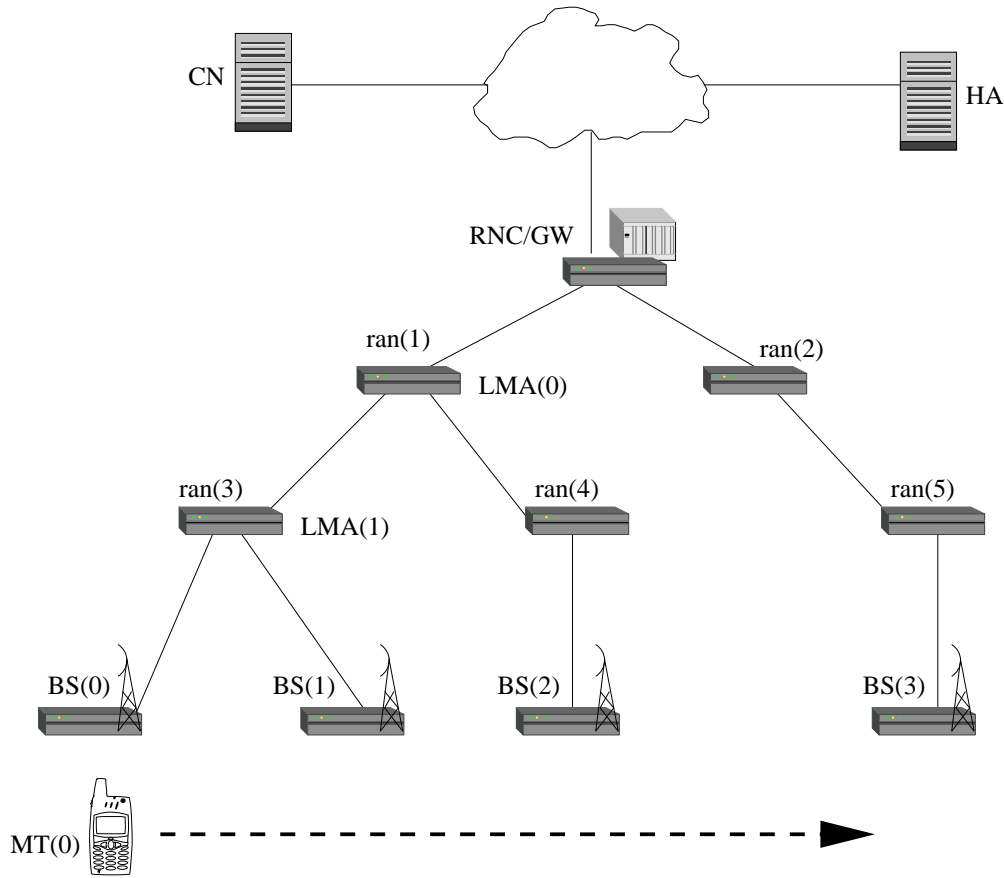 CN
HA
RNC/GW
ran(1)
ran(2)
LMA(0)
ran(3)
ran(4)
ran(5)
LMA(1)
BS(0)
BS(1)
BS(2)
BS(3)
MT(0)